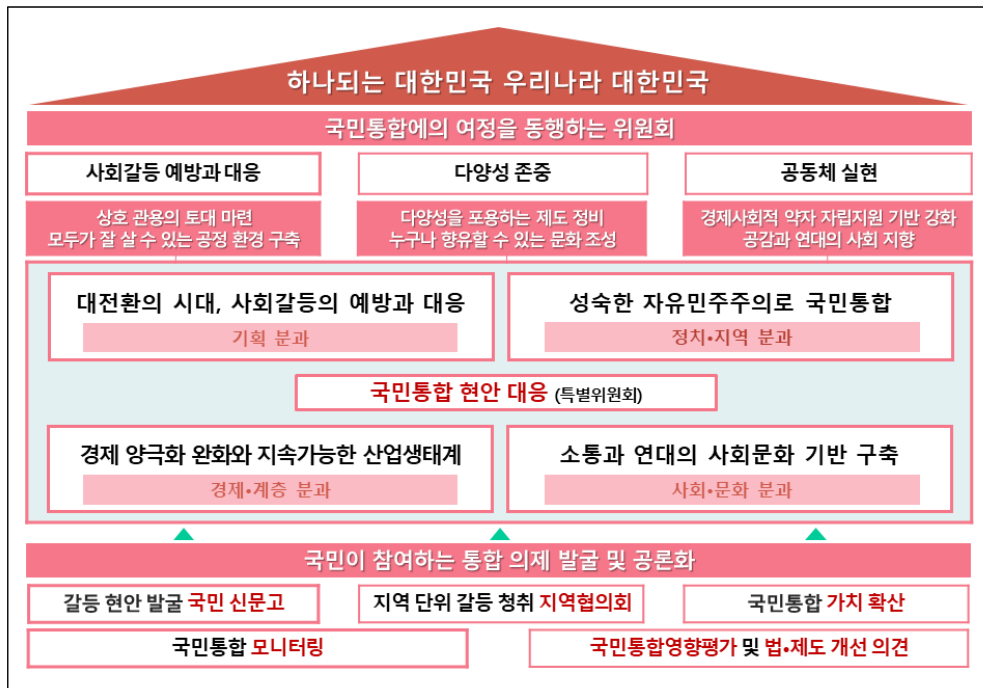 하나되는 대한민국 우리나라 대한민국
국민통합에의 여정을 동행하는 위원회
사회갈등 예방과 대응
다양성 존중
공동체 실현
상호 관용의 토대 마련
모두가 잘 살 수 있는 공정 환경 구축
다양성을 포용하는 제도 정비
누구나 향유할 수 있는 문화 조성
경제사회적 약자 자립지원 기반 강화
공감과 연대의 사회 지향
대전환의 시대, 사회갈등의 예방과 대응
기획 분과
성숙한 자유민주주의로 국민통합
정치•지역 분과
국민통합 현안 대응 (특별위원회)
경제 양극화 완화와 지속가능한 산업생태계
경제•계층 분과
소통과 연대의 사회문화 기반 구축
사회•문화 분과
국민이 참여하는 통합 의제 발굴 및 공론화
갈등 현안 발굴 국민 신문고
지역 단위 갈등 청취 지역협의회
국민통합 가치 확산
국민통합 모니터링
국민통합영향평가 및 법•제도 개선 의견